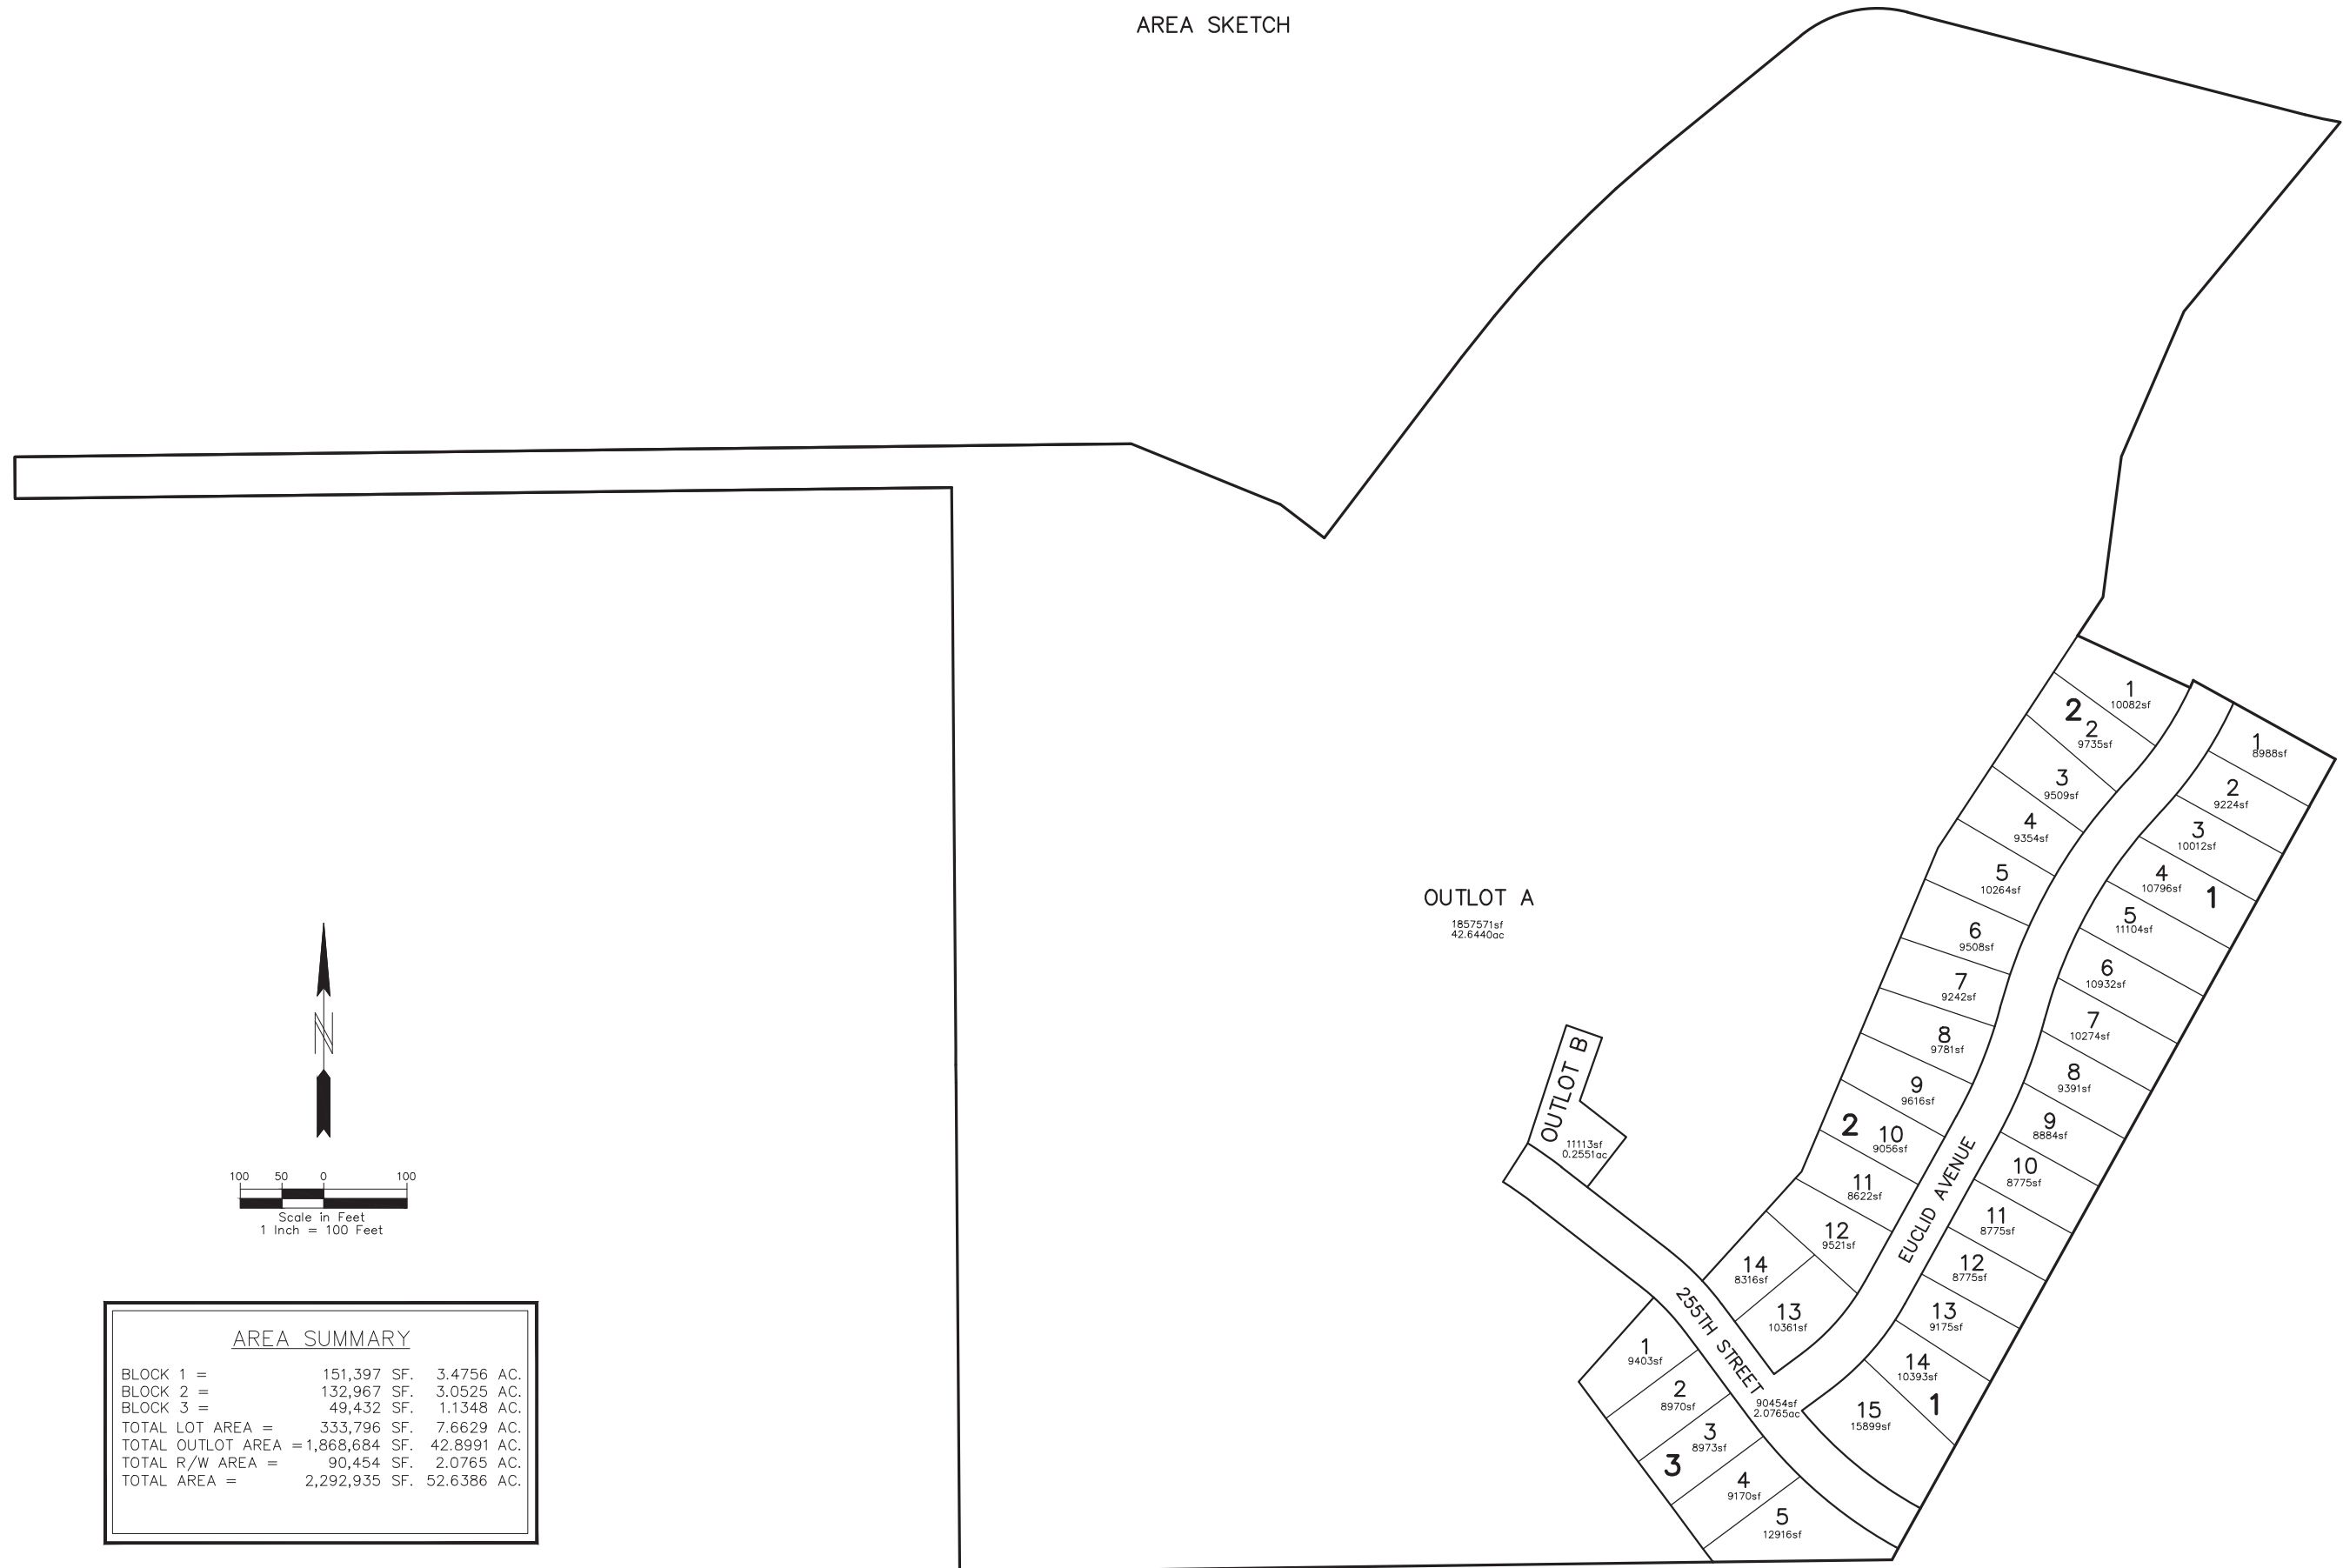 AREA SKETCH
1
10082sf
2
2
9735sf
3
9509sf
4
9354sf
5
10264sf
6
9508sf
7
9242sf
8
9781sf
9
9616sf
2
10
9056sf
11
8622sf
12
9521sf
14
8316sf
13
10361sf
1
8988sf
2
9224sf
3
10012sf
4
10796sf
1
5
11104sf
6
10932sf
7
10274sf
8
9391sf
9
8884sf
10
8775sf
11
8775sf
12
8775sf
13
9175sf
14
10393sf
1
15
15899sf
EUCLID AVENUE
OUTLOT A
1857571sf
42.6440ac
OUTLOT B
11113sf
0.2551ac
255TH STREET
90454sf
2.0765ac
1
9403sf
2
8970sf
3
8973sf
3
4
9170sf
5
12916sf
N
100 50 0 100
Scale in Feet
1 Inch = 100 Feet
AREA SUMMARY
BLOCK 1 = 151,397 SF. 3.4756 AC.
BLOCK 2 = 132,967 SF. 3.0525 AC.
BLOCK 3 = 49,432 SF. 1.1348 AC.
TOTAL LOT AREA = 333,796 SF. 7.6629 AC.
TOTAL OUTLOT AREA =1,868,684 SF. 42.8991 AC.
TOTAL R/W AREA = 90,454 SF. 2.0765 AC.
TOTAL AREA = 2,292,935 SF. 52.6386 AC.